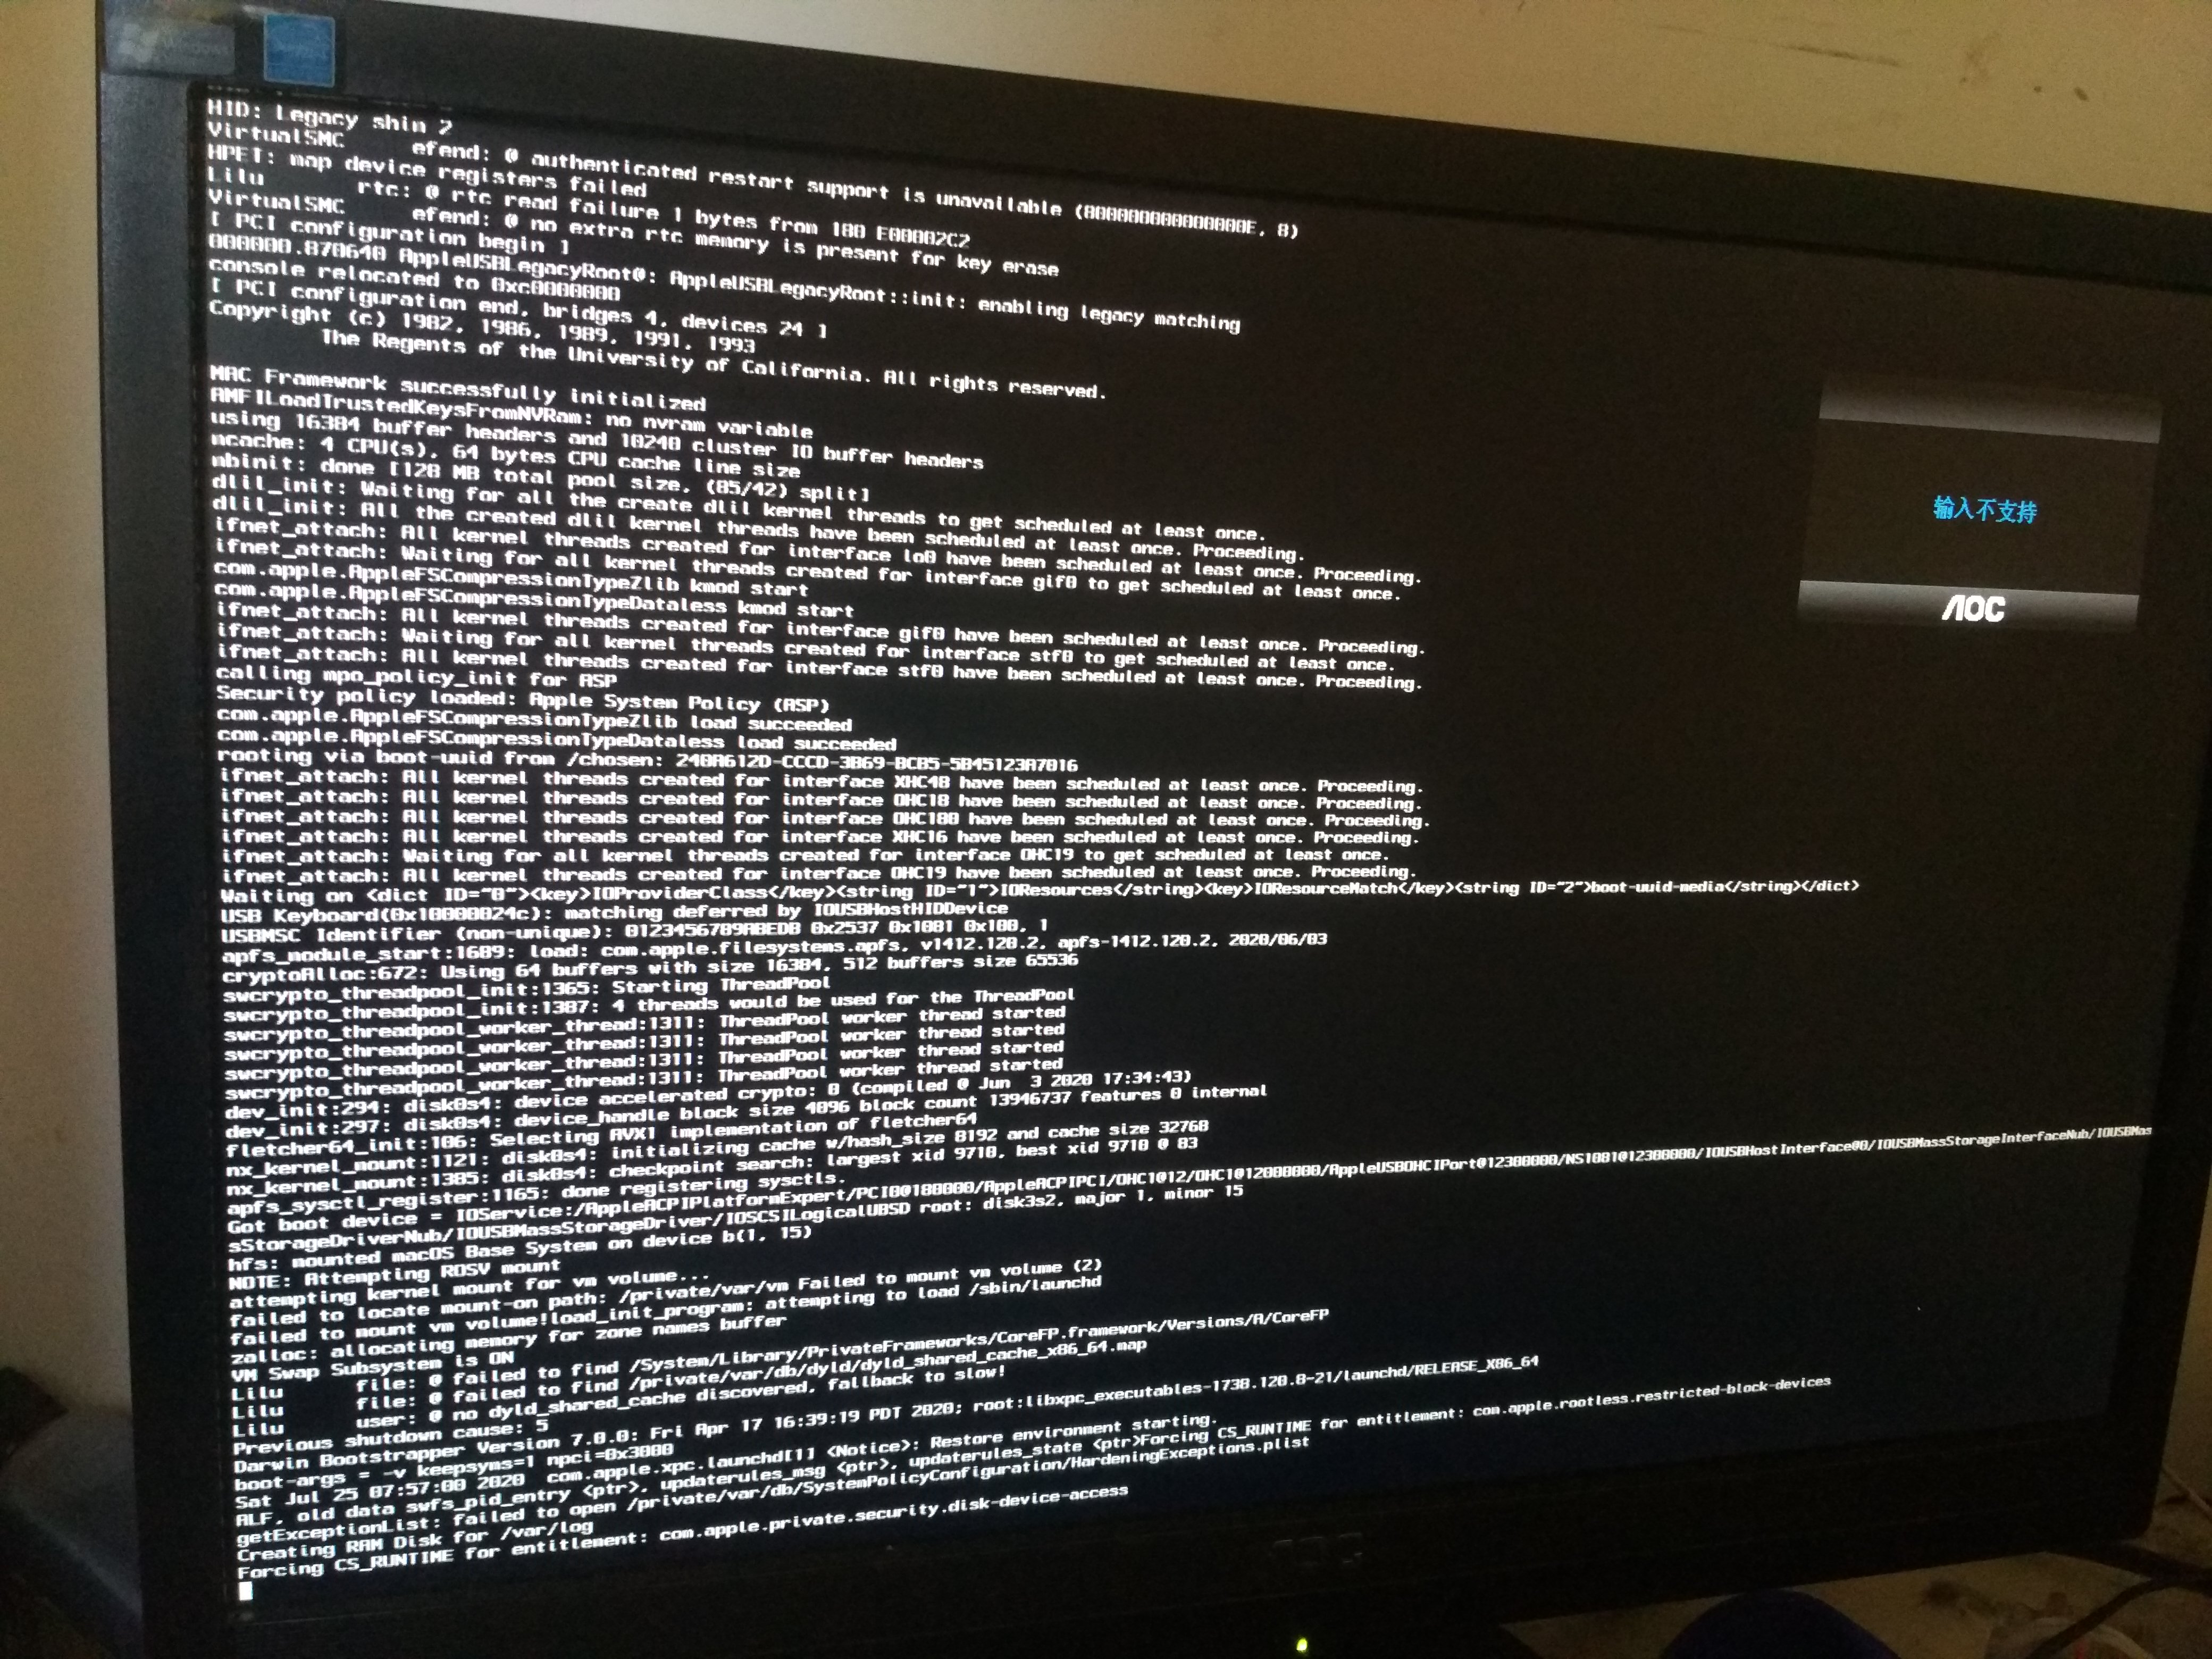 Windows
HID: Legacy shim 2
VirtualSMC efend: @ authenticated restart support is unavailable (800000000000000E, 8)
HPET: map device registers failed
Lilu rtc: @ rtc read failure 1 bytes from 180 E00002C2
VirtualSMC efend: @ no extra rtc memory is present for key erase
[ PCI configuration begin ]
000000.870640 AppleUSBLegacyRoot@: AppleUSBLegacyRoot::init: enabling legacy matching
console relocated to 0xc0000000
[ PCI configuration end, bridges 4, devices 24 ]
Copyright (c) 1982, 1986, 1989, 1991, 1993
The Regents of the University of California. All rights reserved.
MAC Framework successfully initialized
AMFILoadTrustedKeysFromNVRam: no nvram variable
using 16384 buffer headers and 10240 cluster IO buffer headers
ncache: 4 CPU(s), 64 bytes CPU cache line size
mbinit: done [128 MB total pool size, (85/42) split]
dlil_init: Waiting for all the create dlil kernel threads to get scheduled at least once.
dlil_init: All the created dlil kernel threads have been scheduled at least once. Proceeding.
ifnet_attach: All kernel threads created for interface lo0 have been scheduled at least once. Proceeding.
ifnet_attach: Waiting for all kernel threads created for interface gif0 to get scheduled at least once.
com.apple.AppleFSCompressionTypeZlib kmod start
com.apple.AppleFSCompressionTypeDataless kmod start
ifnet_attach: All kernel threads created for interface gif0 have been scheduled at least once. Proceeding.
ifnet_attach: Waiting for all kernel threads created for interface stf0 to get scheduled at least once.
ifnet_attach: All kernel threads created for interface stf0 have been scheduled at least once. Proceeding.
calling mpo_policy_init for ASP
Security policy loaded: Apple System Policy (ASP)
com.apple.AppleFSCompressionTypeZlib load succeeded
com.apple.AppleFSCompressionTypeDataless load succeeded
rooting via boot-uuid from /chosen: 240A612D-CCCD-3B69-BCB5-5B45123A7016
ifnet_attach: All kernel threads created for interface XHC48 have been scheduled at least once. Proceeding.
ifnet_attach: All kernel threads created for interface OHC18 have been scheduled at least once. Proceeding.
ifnet_attach: All kernel threads created for interface OHC180 have been scheduled at least once. Proceeding.
ifnet_attach: All kernel threads created for interface XHC16 have been scheduled at least once. Proceeding.
ifnet_attach: Waiting for all kernel threads created for interface OHC19 to get scheduled at least once.
ifnet_attach: All kernel threads created for interface OHC19 have been scheduled at least once. Proceeding.
Waiting on <dict ID="0"><key>IOProviderClass</key><string ID="1">IOResources</string><key>IOResourceMatch</key><string ID="2">boot-uuid-media</string></dict>
USB Keyboard(0x10000024c): matching deferred by IOUSBHostHIDDevice
USBMSC Identifier (non-unique): 0123456789ABEDB 0x2537 0x1081 0x100, 1
apfs_module_start:1689: load: com.apple.filesystems.apfs, v1412.120.2, apfs-1412.120.2, 2020/06/03
cryptoAlloc:672: Using 64 buffers with size 16384, 512 buffers size 65536
swcrypto_threadpool_init:1365: Starting ThreadPool
swcrypto_threadpool_init:1387: 4 threads would be used for the ThreadPool
swcrypto_threadpool_worker_thread:1311: ThreadPool worker thread started
swcrypto_threadpool_worker_thread:1311: ThreadPool worker thread started
swcrypto_threadpool_worker_thread:1311: ThreadPool worker thread started
swcrypto_threadpool_worker_thread:1311: ThreadPool worker thread started
dev_init:294: disk0s4: device accelerated crypto: 0 (compiled @ Jun 3 2020 17:34:43)
dev_init:297: disk0s4: device_handle block size 4096 block count 13946737 features 0 internal
fletcher64_init:186: Selecting AVX1 implementation of fletcher64
nx_kernel_mount:1121: disk0s4: initializing cache w/hash_size 8192 and cache size 32768
nx_kernel_mount:1385: disk0s4: checkpoint search: largest xid 9710, best xid 9710 @ 83
apfs_sysctl_register:1165: done registering sysctls.
Got boot device = IOService:/AppleACPIPlatformExpert/PCI0@180000/AppleACPIPCI/OHC1@12/OHC1@12000000/AppleUSBOHCIPort@12300000/NS1081@12300000/IOUSBHostInterface@0/IOUSBMassStorageInterfaceNub/IOUSBMas
sStorageDriverNub/IOUSBMassStorageDriver/IOSCSILogicalUBSD root: disk3s2, major 1, minor 15
hfs: mounted macOS Base System on device b(1, 15)
NOTE: Attempting ROSV mount
attempting kernel mount for vm volume...
failed to locate mount-on path: /private/var/vm Failed to mount vm volume (2)
failed to mount vm volume!load_init_program: attempting to load /sbin/launchd
zalloc: allocating memory for zone names buffer
VM Swap Subsystem is ON
Lilu file: @ failed to find /System/Library/PrivateFrameworks/CoreFP.framework/Versions/A/CoreFP
Lilu file: @ failed to find /private/var/db/dyld/dyld_shared_cache_x86_64.map
Lilu user: @ no dyld_shared_cache discovered, fallback to slow!
Previous shutdown cause: 5
Darwin Bootstrapper Version 7.0.0: Fri Apr 17 16:39:19 PDT 2020; root:libxpc_executables-1738.120.8~21/launchd/RELEASE_X86_64
boot-args = -v keepsyms=1 npci=0x3000
Sat Jul 25 07:57:00 2020 com.apple.xpc.launchd[1] <Notice>: Restore environment starting.
ALF, old data swfs_pid_entry <ptr>, updaterules_msg <ptr>, updaterules_state <ptr>Forcing CS_RUNTIME for entitlement: com.apple.rootless.restricted-block-devices
getExceptionList: failed to open /private/var/db/SystemPolicyConfiguration/HardeningExceptions.plist
Creating RAM Disk for /var/log
Forcing CS_RUNTIME for entitlement: com.apple.private.security.disk-device-access
输入不支持
AOC
AOC